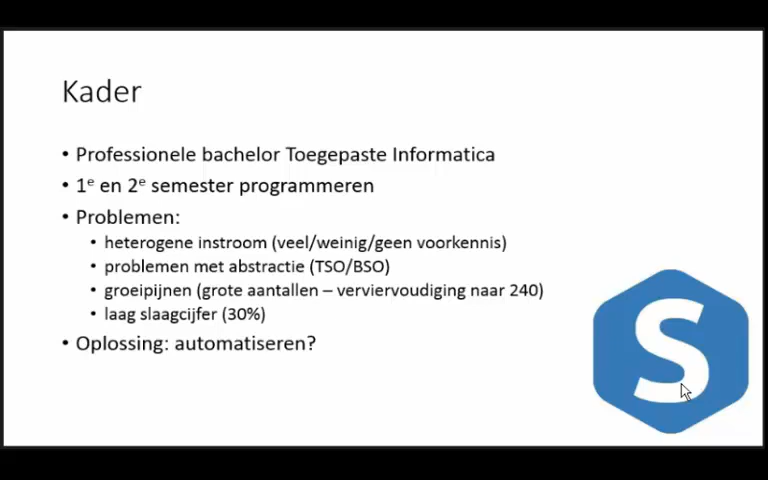 Kader
• Professionele bachelor Toegepaste Informatica
• 1e en 2e semester programmeren
• Problemen:
• heterogene instroom (veel/weinig/geen voorkennis)
• problemen met abstractie (TSO/BSO)
• groeipijnen (grote aantallen – verviervoudiging naar 240)
• laag slaagcijfer (30%)
• Oplossing: automatiseren?
S